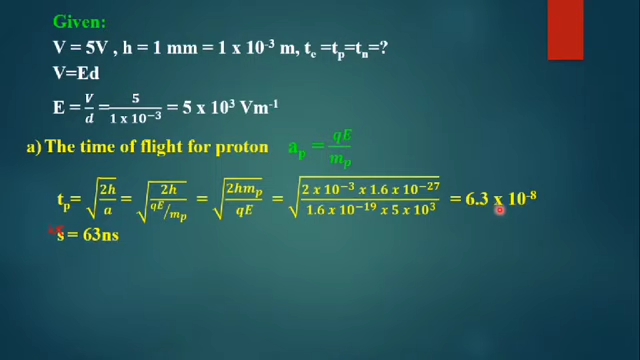 Given:
V = 5V , h = 1 mm = 1 x 10⁻³ m, tₑ =tₚ=tₙ=?
V=Ed
E = V/d = 5/(1 x 10⁻³) = 5 x 10³ Vm⁻¹
a) The time of flight for proton aₚ = qE/mₚ
tₚ= √(2h/a) = √(2h/(qE/mₚ)) = √(2hmₚ/qE) = √((2 x 10⁻³ x 1.6 x 10⁻²⁷)/(1.6 x 10⁻¹⁹ x 5 x 10³)) = 6.3 x 10⁻⁸
s = 63ns